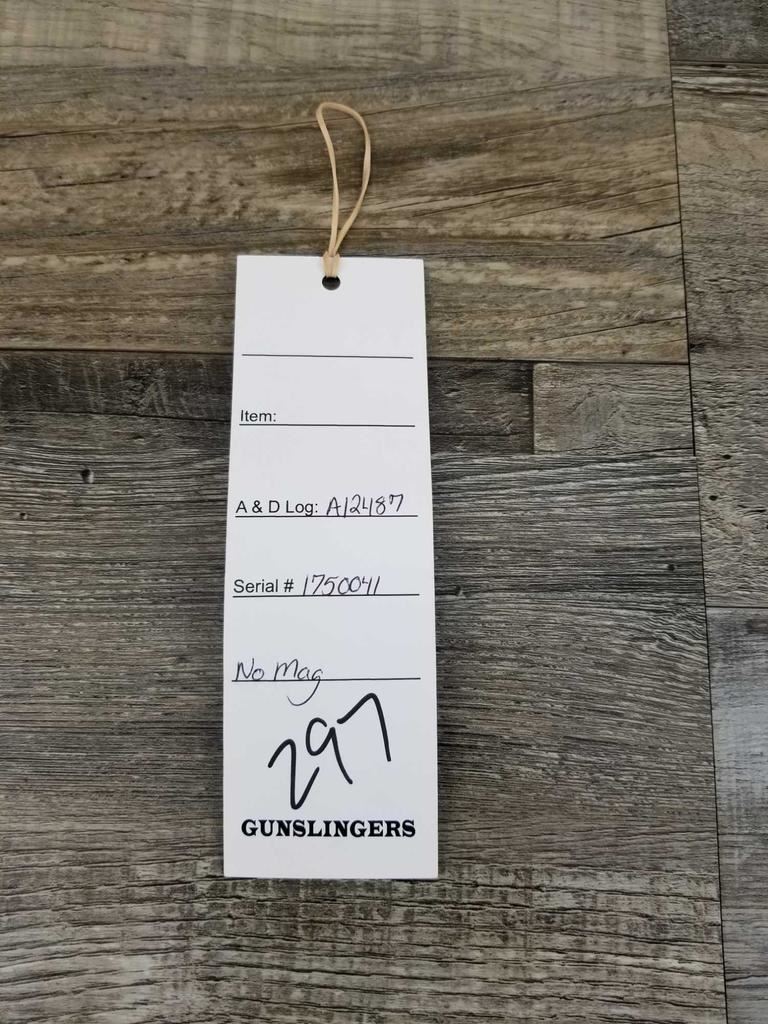 Item:
A & D Log: A12487
Serial # 1750041
No Mag
297
GUNSLINGERS